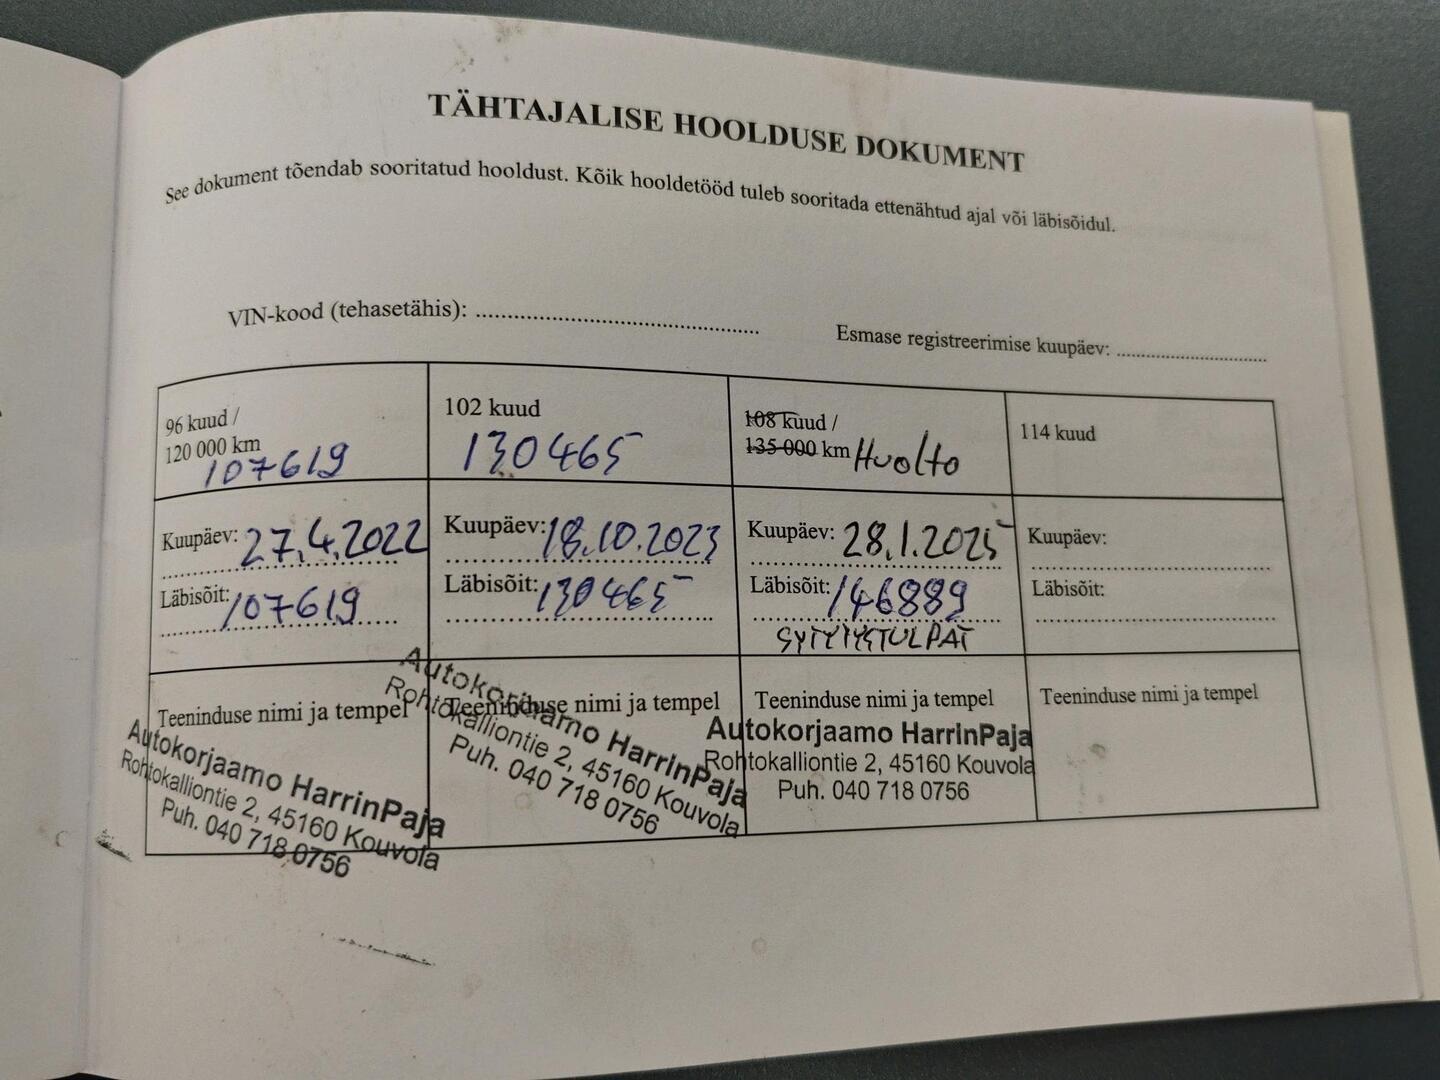 TÄHTAJALISE HOOLDUSE DOKUMENT
See dokument tõendab sooritatud hooldust. Kõik hooldetööd tuleb sooritada ettenähtud ajal või läbisõidul.
VIN-kood (tehasetähis): ................................................
Esmase registreerimise kuupäev: ................................
96 kuud /
120 000 km
107619
102 kuud
130465
108 kuud /
135 000 km Huolto
114 kuud
Kuupäev: 27.4.2022
Läbisõit: 107619
Kuupäev: 18.10.2023
Läbisõit: 130465
Kuupäev: 28.1.2025
Läbisõit: 146889
SYTYTYSTULPAT
Kuupäev:
Läbisõit:
Teeninduse nimi ja tempel
Autokorjaamo HarrinPaja
Rohtokalliontie 2, 45160 Kouvola
Puh. 040 718 0756
Teeninduse nimi ja tempel
Autokorjaamo HarrinPaja
Rohtokalliontie 2, 45160 Kouvola
Puh. 040 718 0756
Teeninduse nimi ja tempel
Autokorjaamo HarrinPaja
Rohtokalliontie 2, 45160 Kouvola
Puh. 040 718 0756
Teeninduse nimi ja tempel